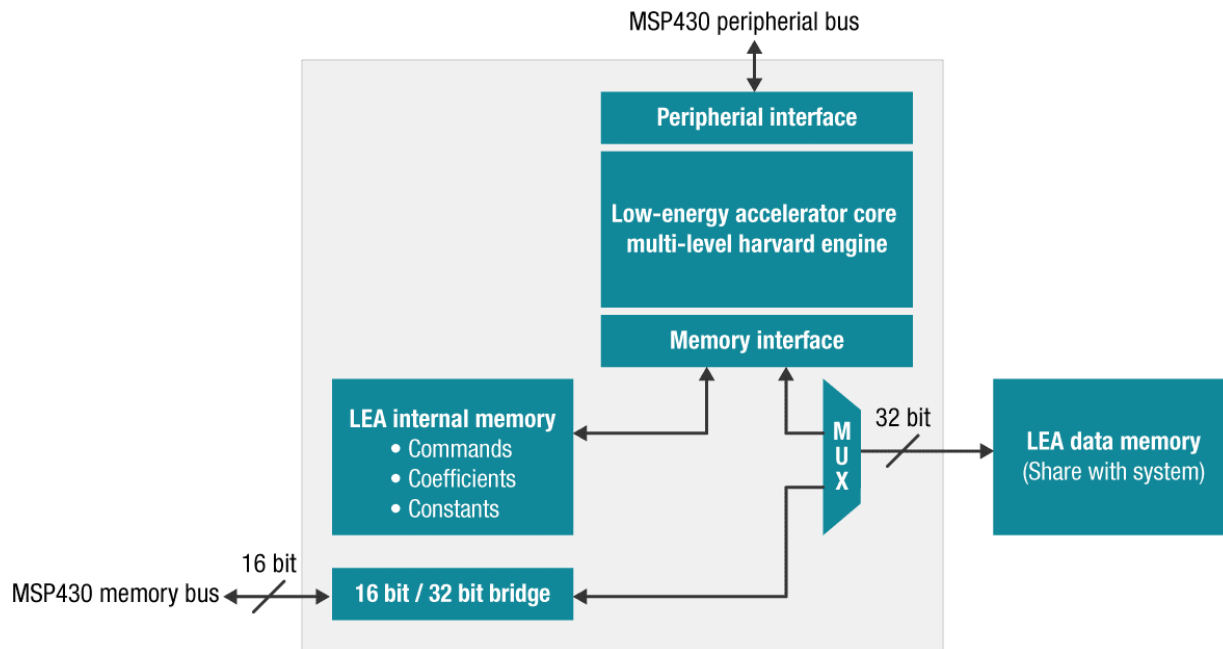 MSP430 peripherial bus
Peripherial interface
Low-energy accelerator core
multi-level harvard engine
Memory interface
LEA internal memory
• Commands
• Coefficients
• Constants
MUX
32 bit
LEA data memory
(Share with system)
16 bit
MSP430 memory bus
16 bit / 32 bit bridge